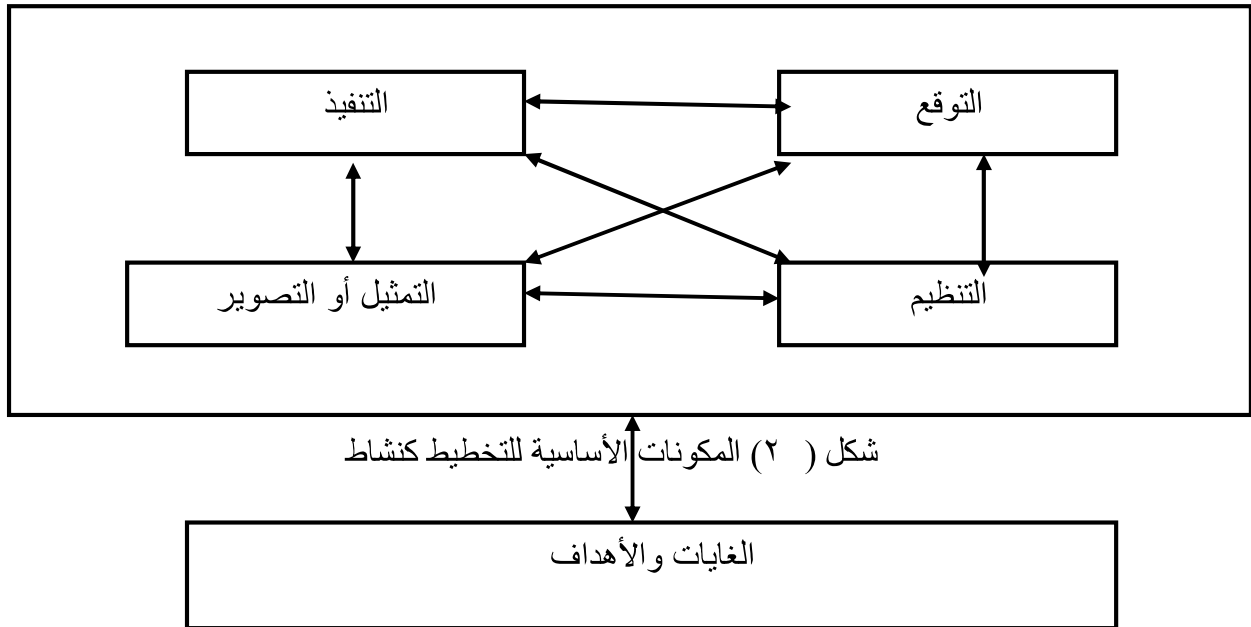 التوقع
التنفيذ
التنظيم
التمثيل أو التصوير
شكل ( ٢) المكونات الأساسية للتخطيط كنشاط
الغايات والأهداف